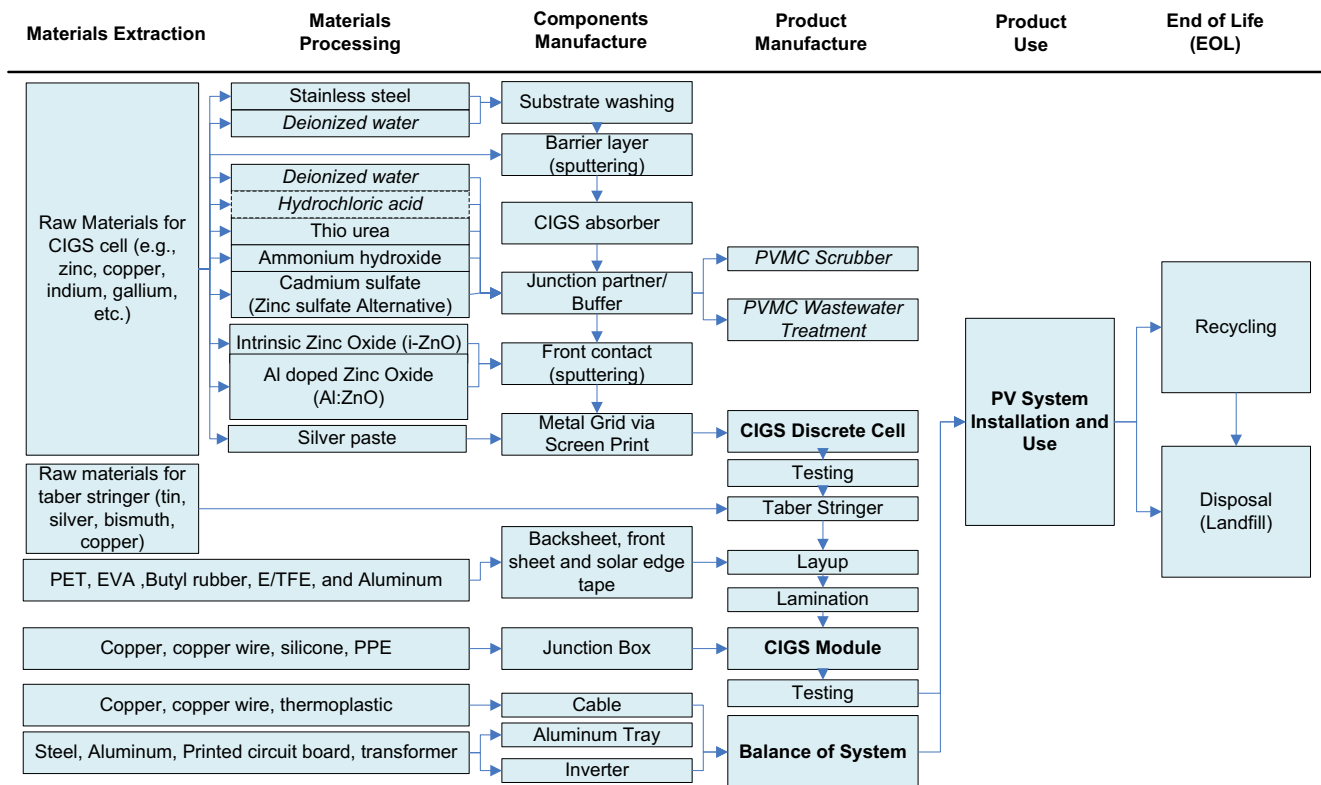 Materials Extraction
Materials
Processing
Components
Manufacture
Product
Manufacture
Product
Use
End of Life
(EOL)
Raw Materials for
CIGS cell (e.g.,
zinc, copper,
indium, gallium,
etc.)
Stainless steel
Deionized water
Deionized water
Hydrochloric acid
Thio urea
Ammonium hydroxide
Cadmium sulfate
(Zinc sulfate Alternative)
Intrinsic Zinc Oxide (i-ZnO)
Al doped Zinc Oxide
(Al:ZnO)
Silver paste
Substrate washing
Barrier layer
(sputtering)
CIGS absorber
Junction partner/
Buffer
Front contact
(sputtering)
Metal Grid via
Screen Print
PVMC Scrubber
PVMC Wastewater
Treatment
CIGS Discrete Cell
Testing
Taber Stringer
Raw materials for
taber stringer (tin,
silver, bismuth,
copper)
PET, EVA ,Butyl rubber, E/TFE, and Aluminum
Backsheet, front
sheet and solar edge
tape
Layup
Lamination
Copper, copper wire, silicone, PPE
Junction Box
CIGS Module
Testing
Copper, copper wire, thermoplastic
Cable
Steel, Aluminum, Printed circuit board, transformer
Aluminum Tray
Inverter
Balance of System
PV System
Installation and
Use
Recycling
Disposal
(Landfill)